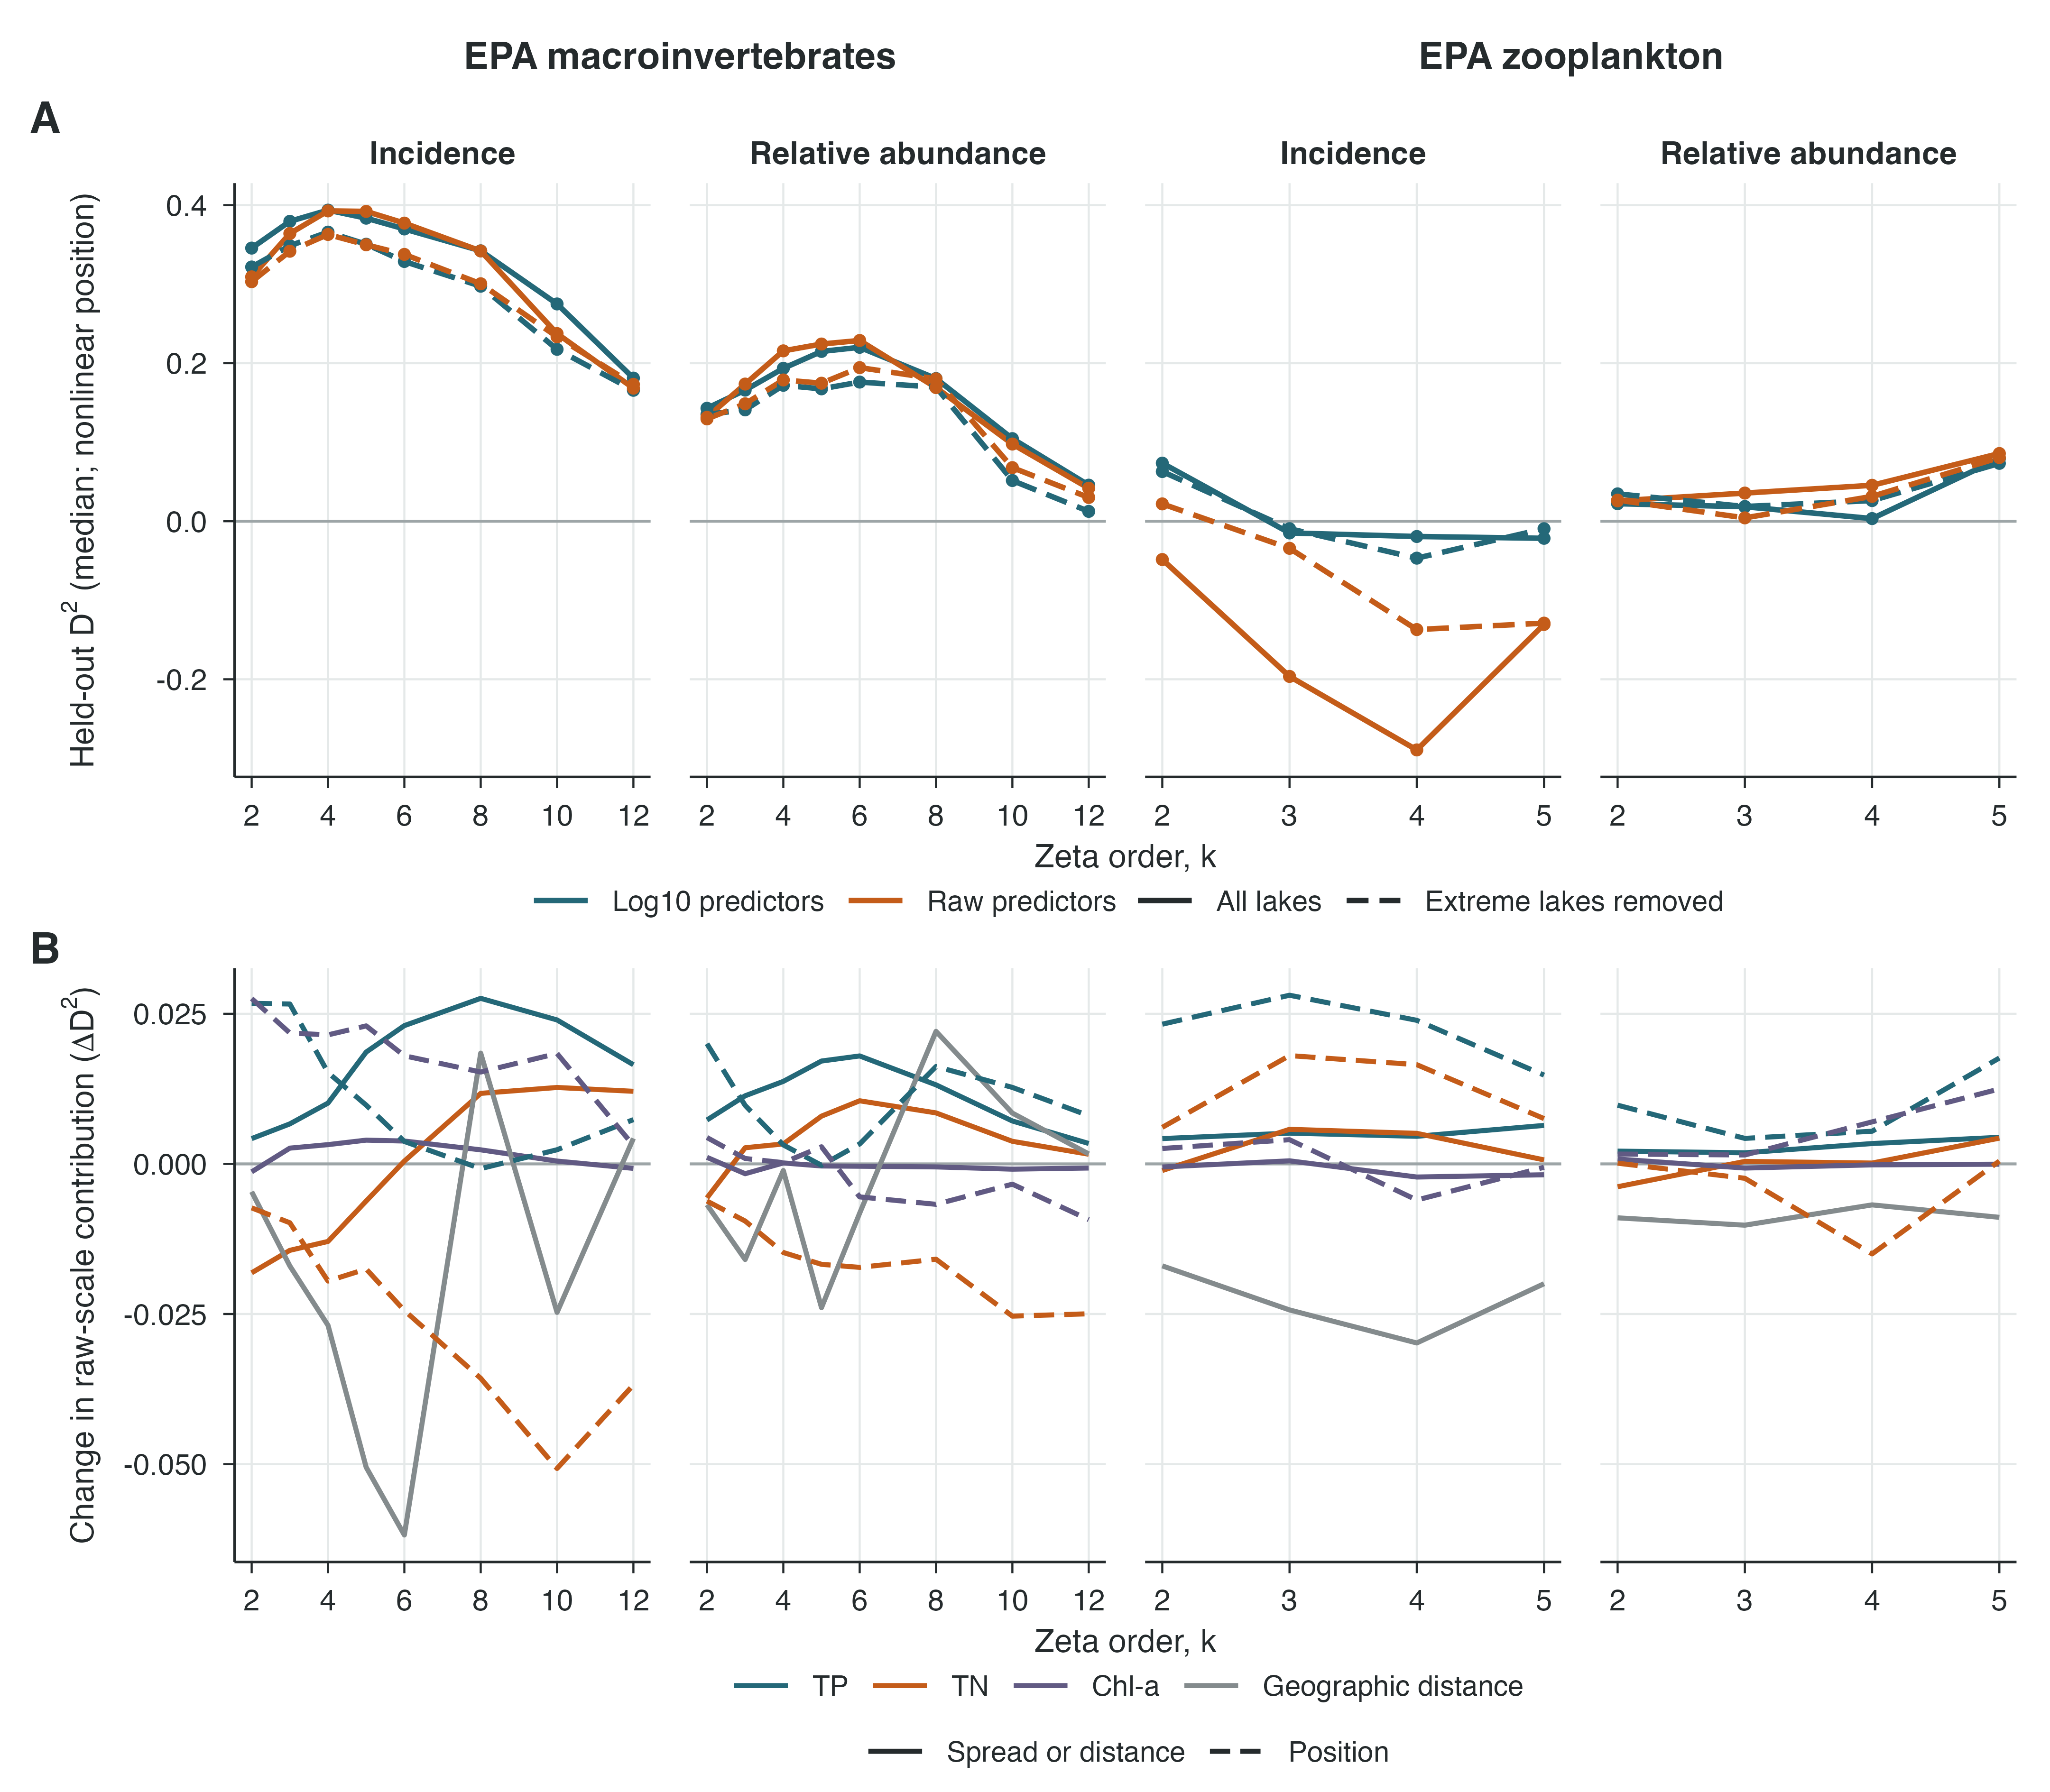 EPA macroinvertebrates EPA zooplankton
A
Incidence Relative abundance Incidence Relative abundance
Held-out D² (median; nonlinear position)
0.4
0.2
0.0
-0.2
2 4 6 8 10 12 2 4 6 8 10 12 2 3 4 5 2 3 4 5
Zeta order, k
Log10 predictors Raw predictors All lakes Extreme lakes removed
B
Change in raw-scale contribution (ΔD²)
0.025
0.000
-0.025
-0.050
2 4 6 8 10 12 2 4 6 8 10 12 2 3 4 5 2 3 4 5
Zeta order, k
TP TN Chl-a Geographic distance
Spread or distance Position